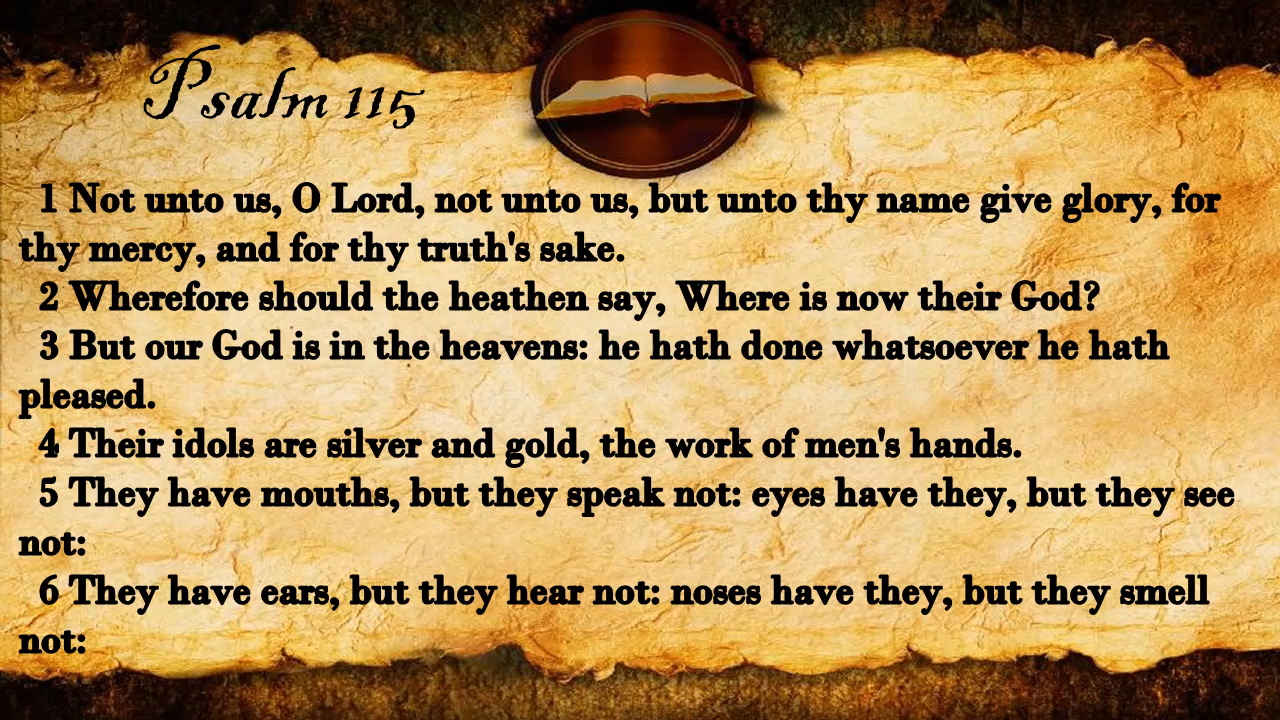 Psalm 115
1 Not unto us, O Lord, not unto us, but unto thy name give glory, for
thy mercy, and for thy truth's sake.
2 Wherefore should the heathen say, Where is now their God?
3 But our God is in the heavens: he hath done whatsoever he hath
pleased.
4 Their idols are silver and gold, the work of men's hands.
5 They have mouths, but they speak not: eyes have they, but they see
not:
6 They have ears, but they hear not: noses have they, but they smell
not: